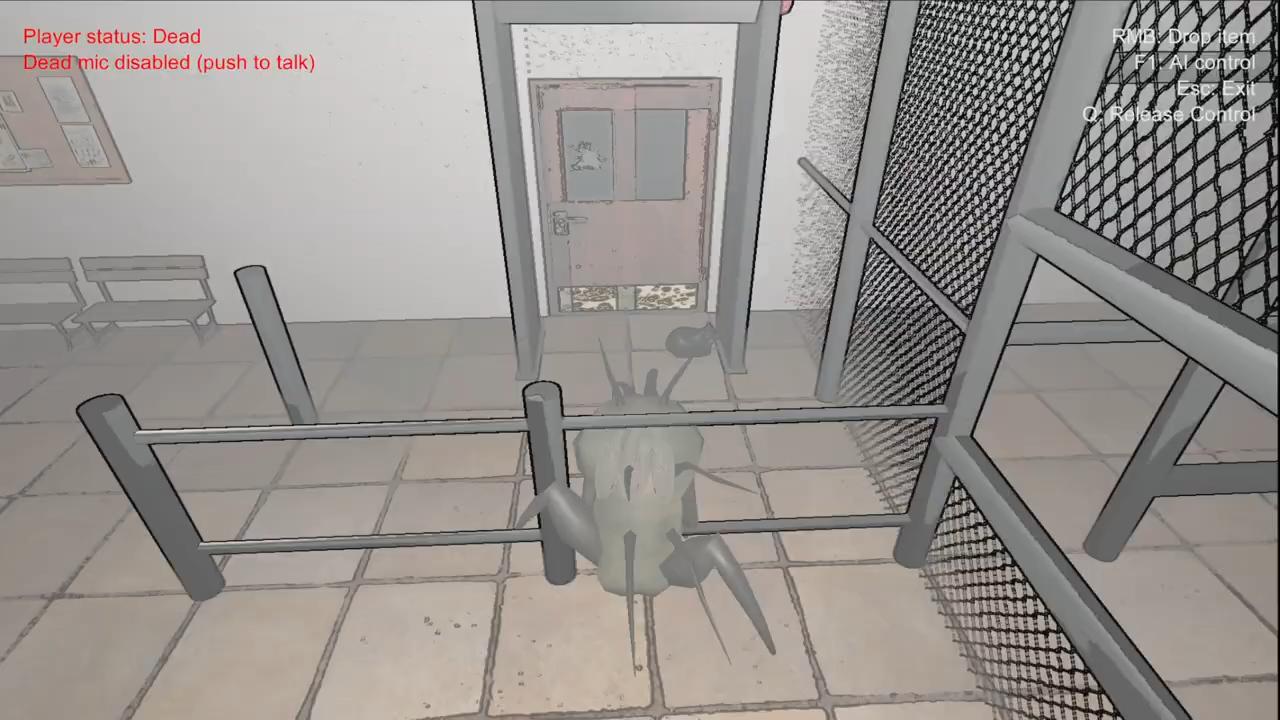 Player status: Dead
Dead mic disabled (push to talk)
RMB: Drop item
F1: AI control
Esc: Exit
Q: Release Control